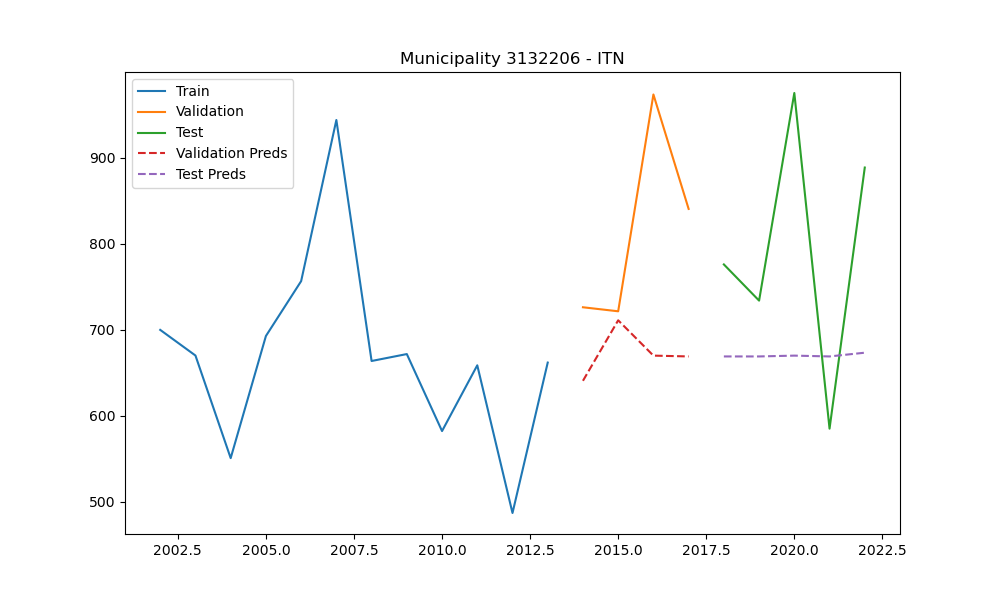 Municipality 3132206 - ITN
Train
Validation
Test
Validation Preds
Test Preds
900
800
700
600
500
2002.5 2005.0 2007.5 2010.0 2012.5 2015.0 2017.5 2020.0 2022.5